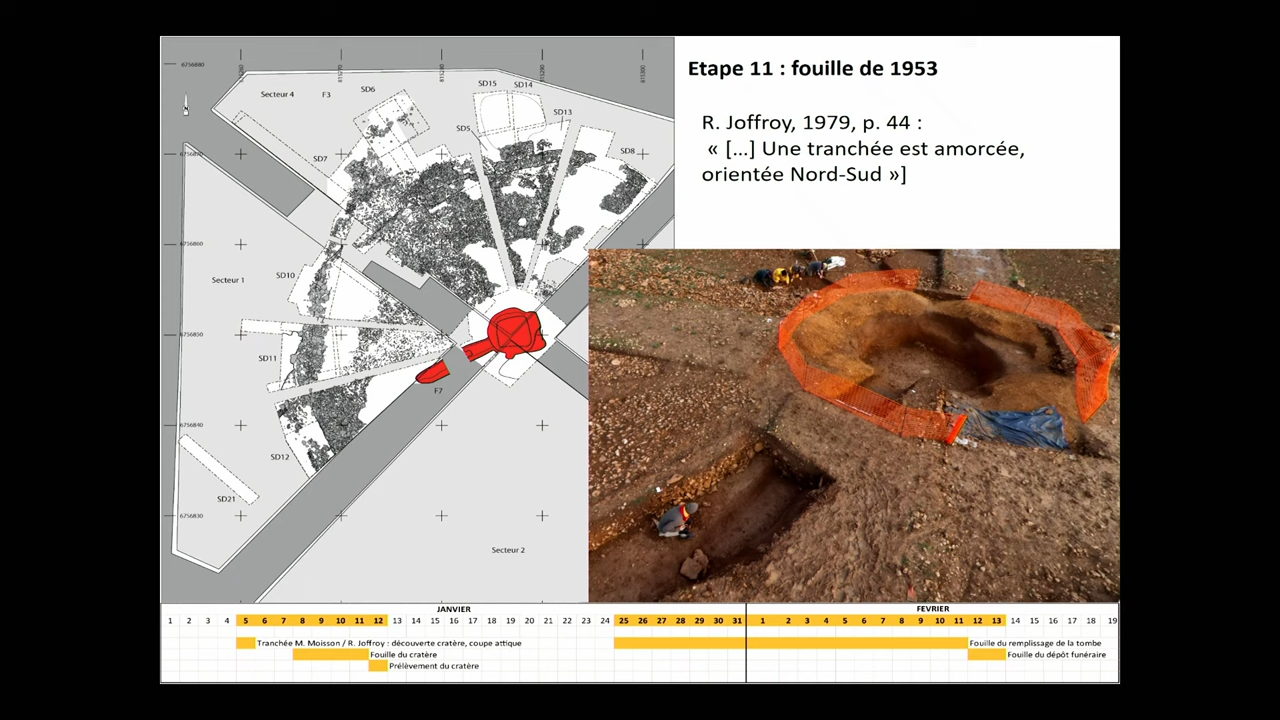 Etape 11 : fouille de 1953
R. Joffroy, 1979, p. 44 :
« [...] Une tranchée est amorcée,
orientée Nord-Sud »]
6756880
Secteur 4
F3
SD6
SD15
SD14
SD13
SD5
SD7
SD8
6756860
Secteur 1
SD10
6756850
SD11
F7
6756840
SD12
SD21
6756830
Secteur 2
JANVIER
FEVRIER
1 2 3 4 5 6 7 8 9 10 11 12 13 14 15 16 17 18 19 20 21 22 23 24 25 26 27 28 29 30 31 1 2 3 4 5 6 7 8 9 10 11 12 13 14 15 16 17 18 19
Tranchée M. Moisson / R. Joffroy : découverte cratère, coupe attique
Fouille du remplissage de la tombe
Fouille du cratère
Fouille du dépôt funéraire
Prélèvement du cratère